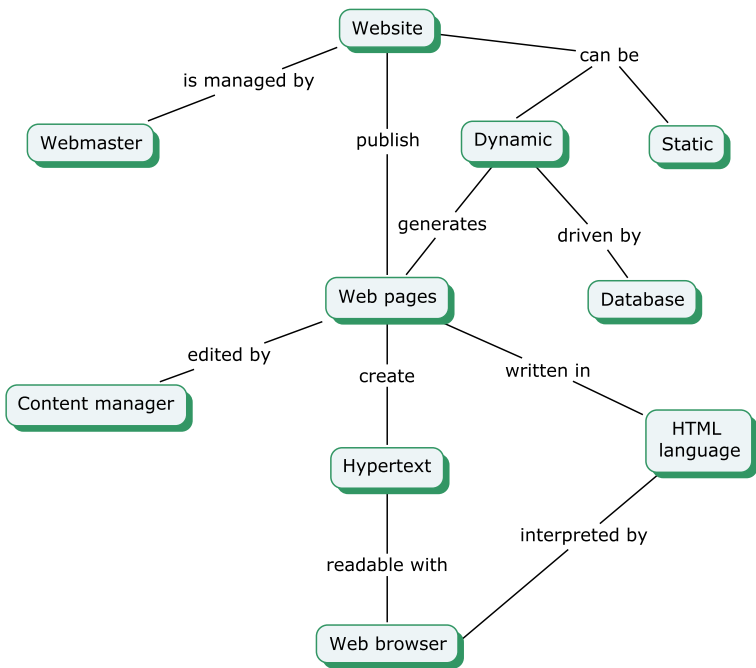 Website
can be
is managed by
Webmaster
publish
Dynamic
Static
generates
driven by
Web pages
Database
edited by
create
written in
Content manager
HTML
language
Hypertext
interpreted by
readable with
Web browser